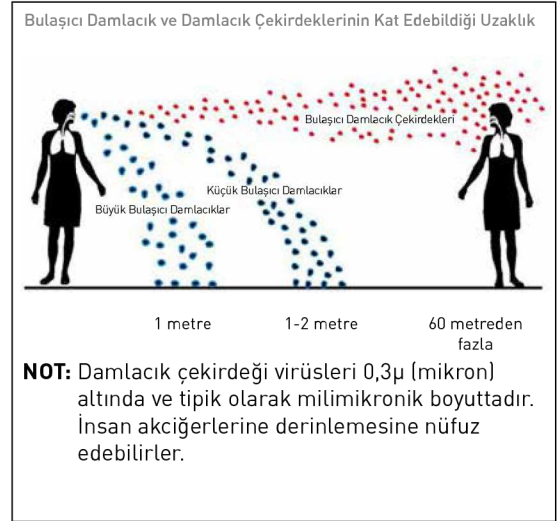 Bulaşıcı Damlacık ve Damlacık Çekirdeklerinin Kat Edebildiği Uzaklık
Bulaşıcı Damlacık Çekirdekleri
Küçük Bulaşıcı Damlacıklar
Büyük Bulaşıcı Damlacıklar
1 metre
1-2 metre
60 metreden
fazla
NOT: Damlacık çekirdeği virüsleri 0,3µ (mikron)
altında ve tipik olarak milimikronik boyuttadır.
İnsan akciğerlerine derinlemesine nüfuz
edebilirler.